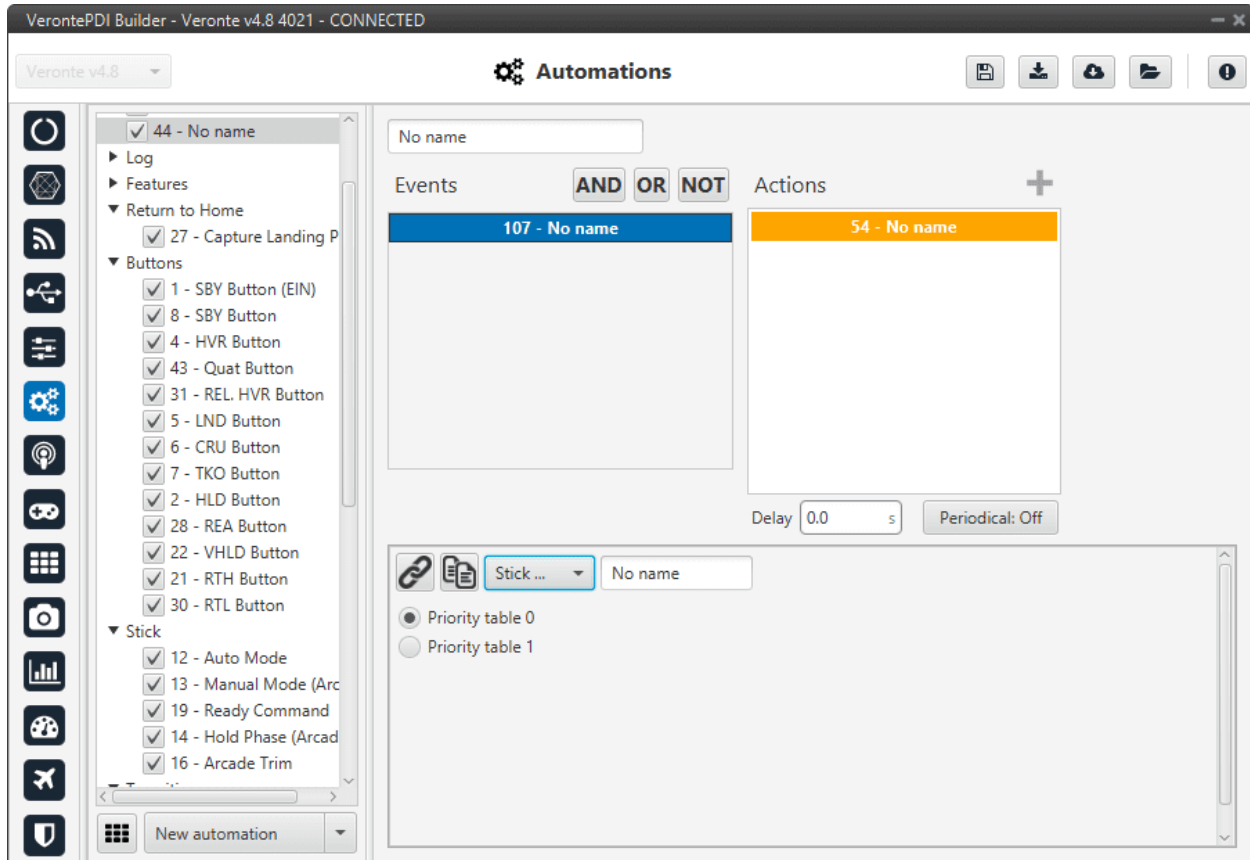 VerontePDI Builder - Veronte v4.8 4021 - CONNECTED
Veronte v4.8
Automations
44 - No name
Log
Features
Return to Home
27 - Capture Landing P
Buttons
1 - SBY Button (EIN)
8 - SBY Button
4 - HVR Button
43 - Quat Button
31 - REL. HVR Button
5 - LND Button
6 - CRU Button
7 - TKO Button
2 - HLD Button
28 - REA Button
22 - VHLD Button
21 - RTH Button
30 - RTL Button
Stick
12 - Auto Mode
13 - Manual Mode (Arc
19 - Ready Command
14 - Hold Phase (Arcad
16 - Arcade Trim
New automation
No name
Events AND OR NOT
107 - No name
Actions
54 - No name
Delay 0.0 s Periodical: Off
Stick ... No name
Priority table 0
Priority table 1